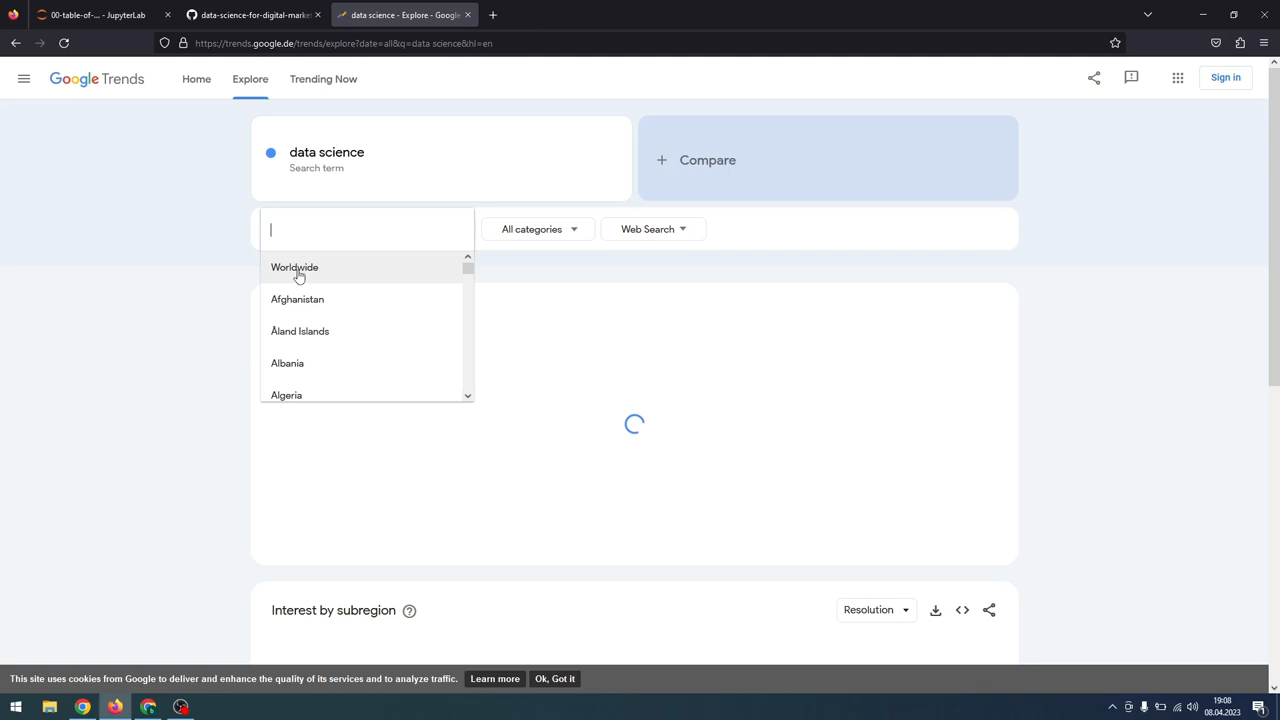 00-table-of-... - JupyterLab
data-science-for-digital-market
data science - Explore - Google
https://trends.google.de/trends/explore?date=all&q=data science&hl=en
Google Trends
Home
Explore
Trending Now
Sign in
data science
Search term
+ Compare
All categories
Web Search
Worldwide
Afghanistan
Åland Islands
Albania
Algeria
Interest by subregion
Resolution
This site uses cookies from Google to deliver and enhance the quality of its services and to analyze traffic.
Learn more
Ok, Got it
19:08
08.04.2023